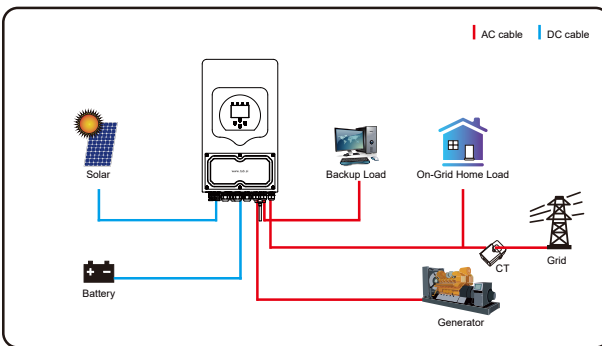 AC cable
DC cable
Solar
Backup Load
On-Grid Home Load
CT
Grid
Battery
Generator